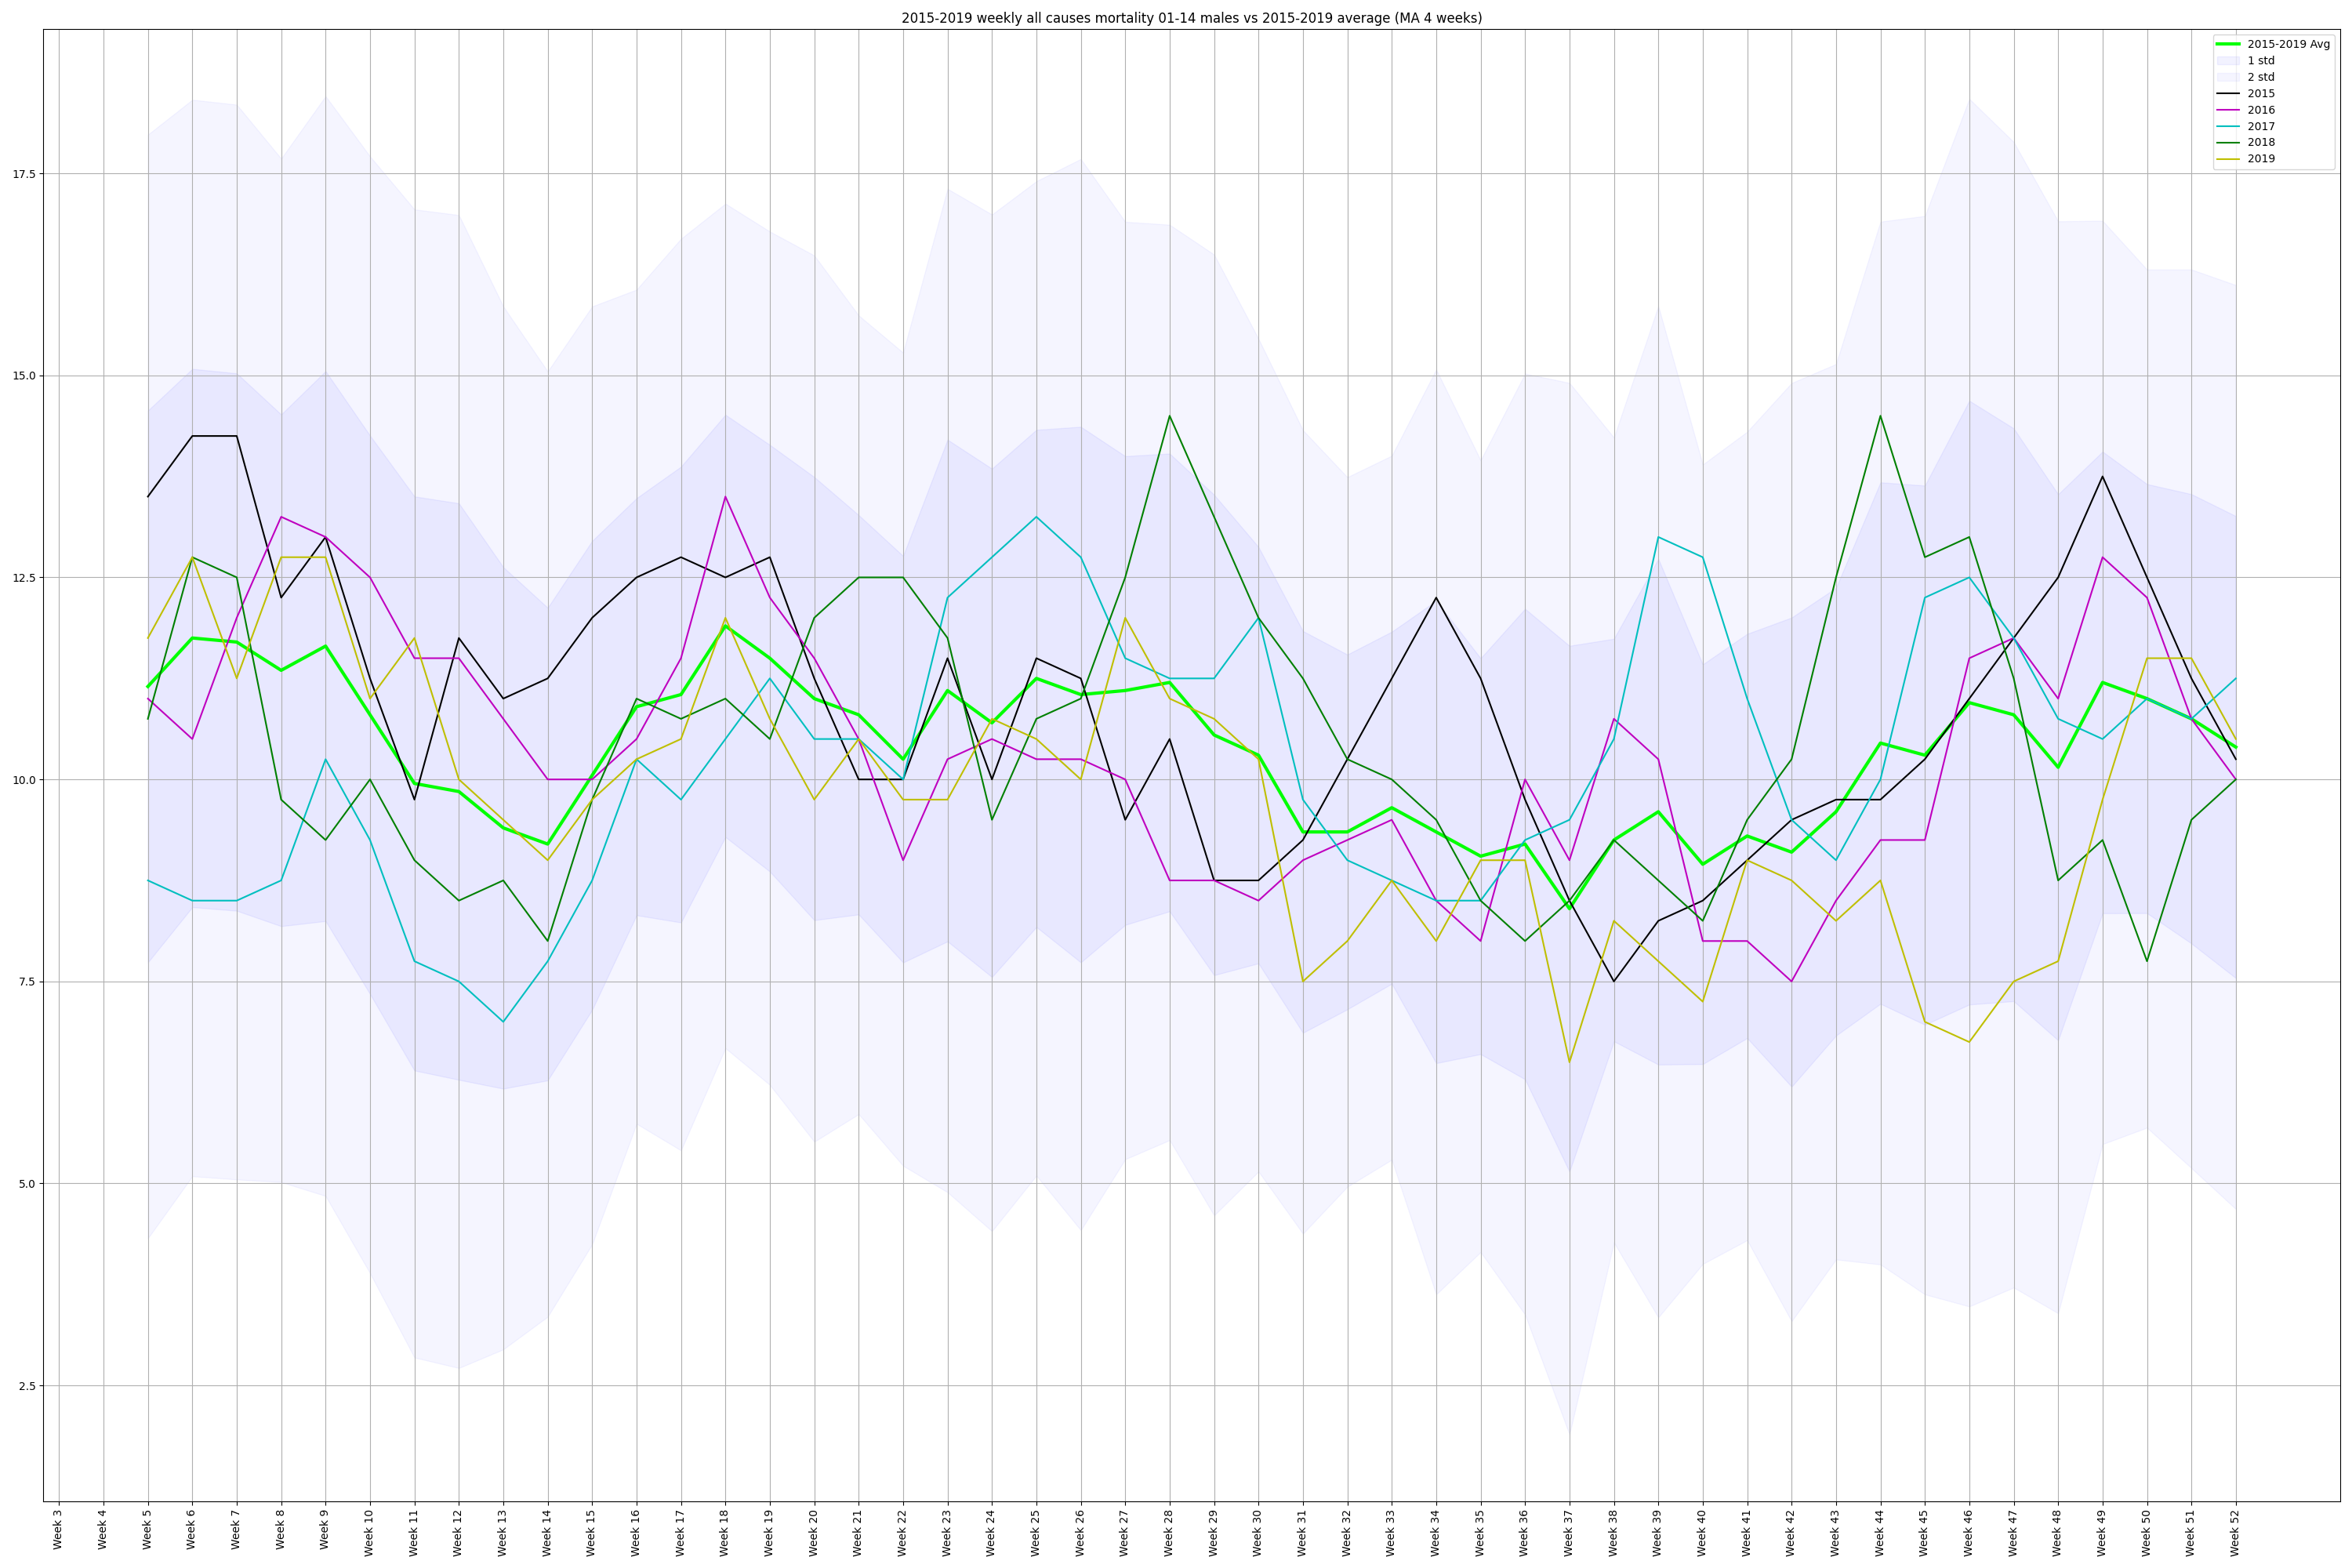 2015-2019 weekly all causes mortality 01-14 males vs 2015-2019 average (MA 4 weeks)
2015-2019 Avg
1 std
2 std
2015
2016
2017
2018
2019
17.5
15.0
12.5
10.0
7.5
5.0
2.5
Week 3
Week 4
Week 5
Week 6
Week 7
Week 8
Week 9
Week 10
Week 11
Week 12
Week 13
Week 14
Week 15
Week 16
Week 17
Week 18
Week 19
Week 20
Week 21
Week 22
Week 23
Week 24
Week 25
Week 26
Week 27
Week 28
Week 29
Week 30
Week 31
Week 32
Week 33
Week 34
Week 35
Week 36
Week 37
Week 38
Week 39
Week 40
Week 41
Week 42
Week 43
Week 44
Week 45
Week 46
Week 47
Week 48
Week 49
Week 50
Week 51
Week 52